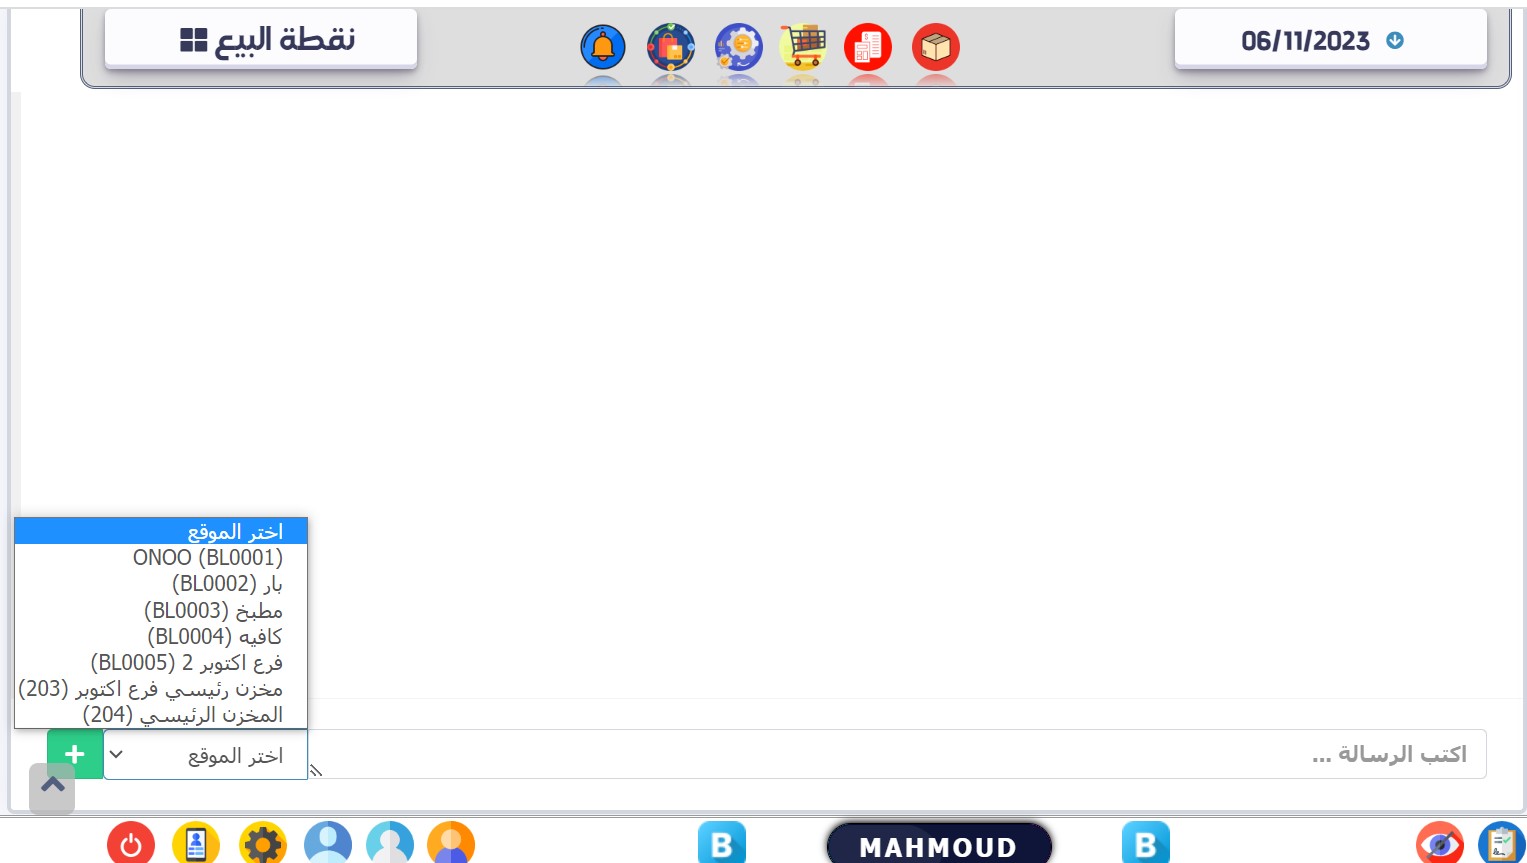 06/11/2023
نقطة البيع
اختر الموقع
ONOO (BL0001)
بار (BL0002)
مطبخ (BL0003)
كافيه (BL0004)
فرع اكتوبر 2 (BL0005)
مخزن رئيسي فرع اكتوبر (203)
المخزن الرئيسي (204)
اكتب الرسالة ...
اختر الموقع
B
MAHMOUD
B